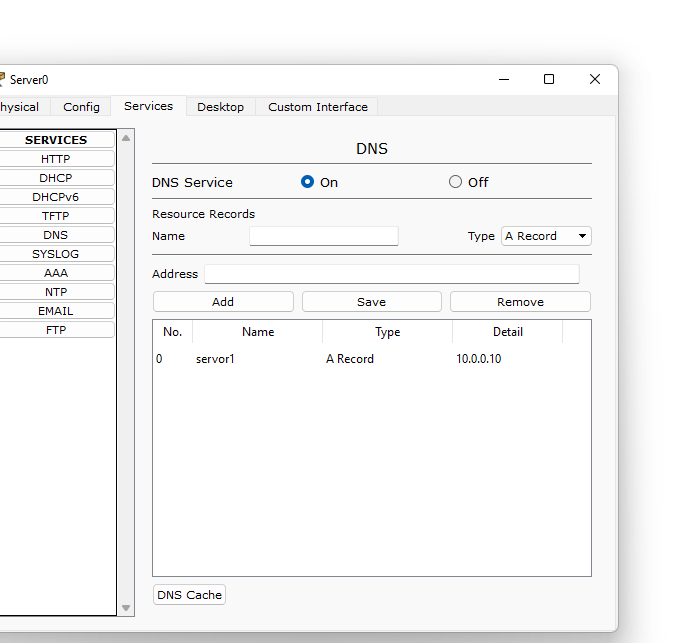 Server0
hysical Config Services Desktop Custom Interface
SERVICES
HTTP
DHCP
DHCPv6
TFTP
DNS
SYSLOG
AAA
NTP
EMAIL
FTP
DNS
DNS Service On Off
Resource Records
Name Type A Record
Address
Add Save Remove
No. Name Type Detail
0 servor1 A Record 10.0.0.10
DNS Cache